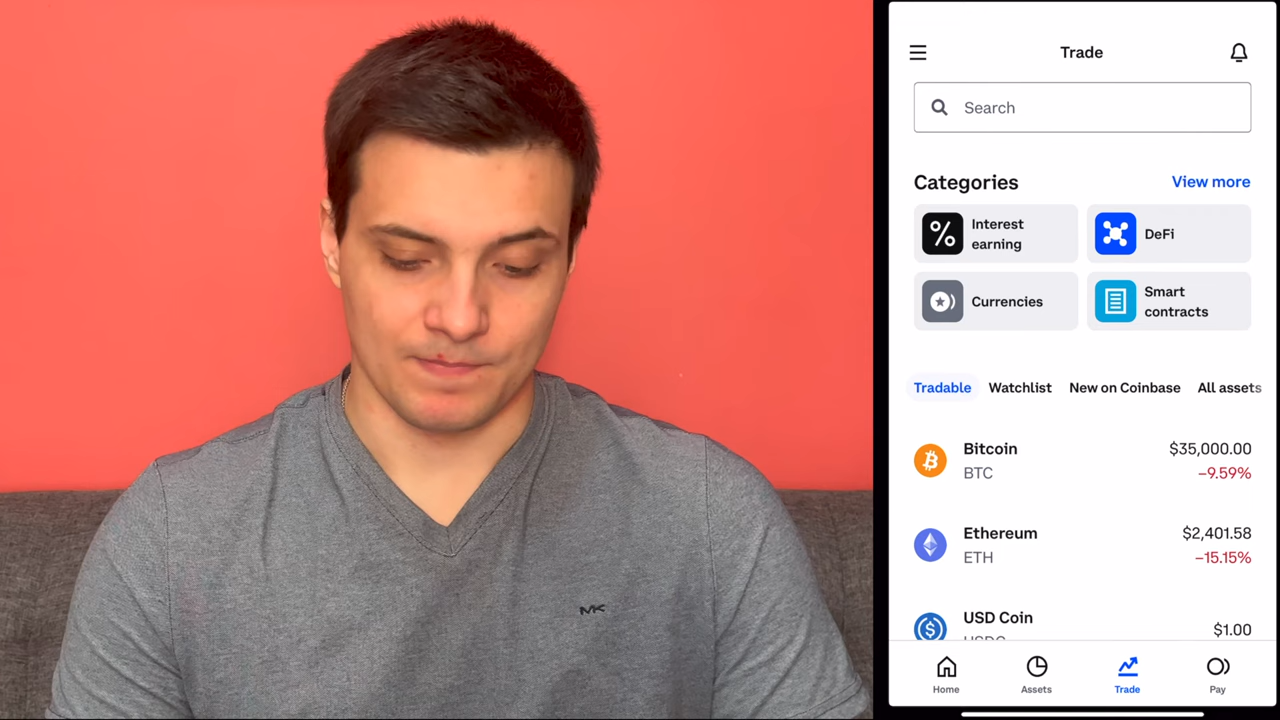 Trade
Search
Categories
View more
Interest
earning
DeFi
Currencies
Smart
contracts
Tradable
Watchlist
New on Coinbase
All assets
Bitcoin
$35,000.00
BTC
-9.59%
Ethereum
$2,401.58
ETH
-15.15%
USD Coin
$1.00
USDC
Home
Assets
Trade
Pay
MK